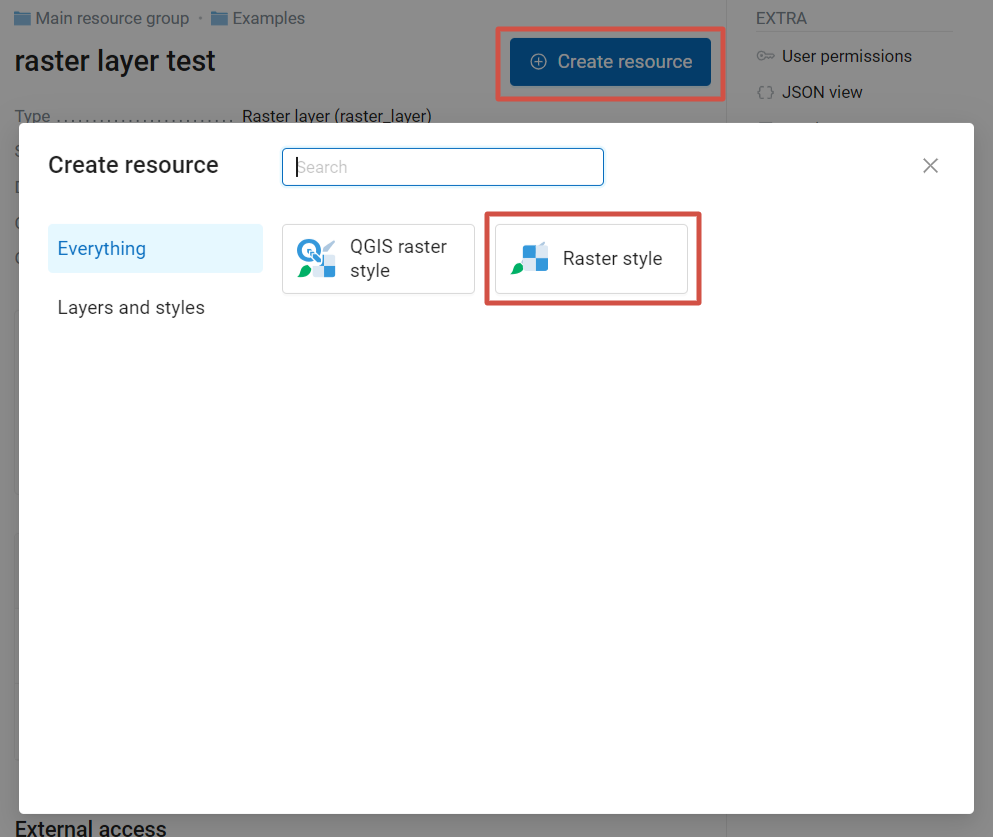 Main resource group · Examples
EXTRA
raster layer test
Create resource
User permissions
JSON view
Type ........................ Raster layer (raster_layer)
Create resource
Search
Everything
QGIS raster
style
Raster style
Layers and styles
External access